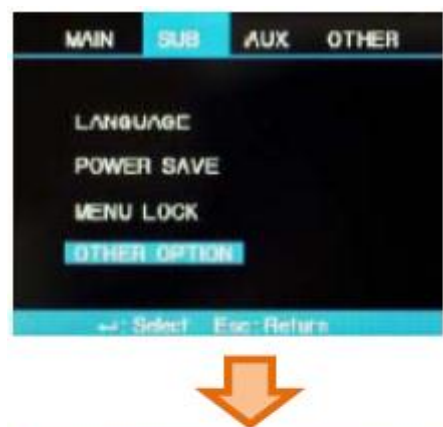 MAIN SUB AUX OTHER
LANGUAGE
POWER SAVE
MENU LOCK
OTHER OPTION
↵: Select Esc: Return